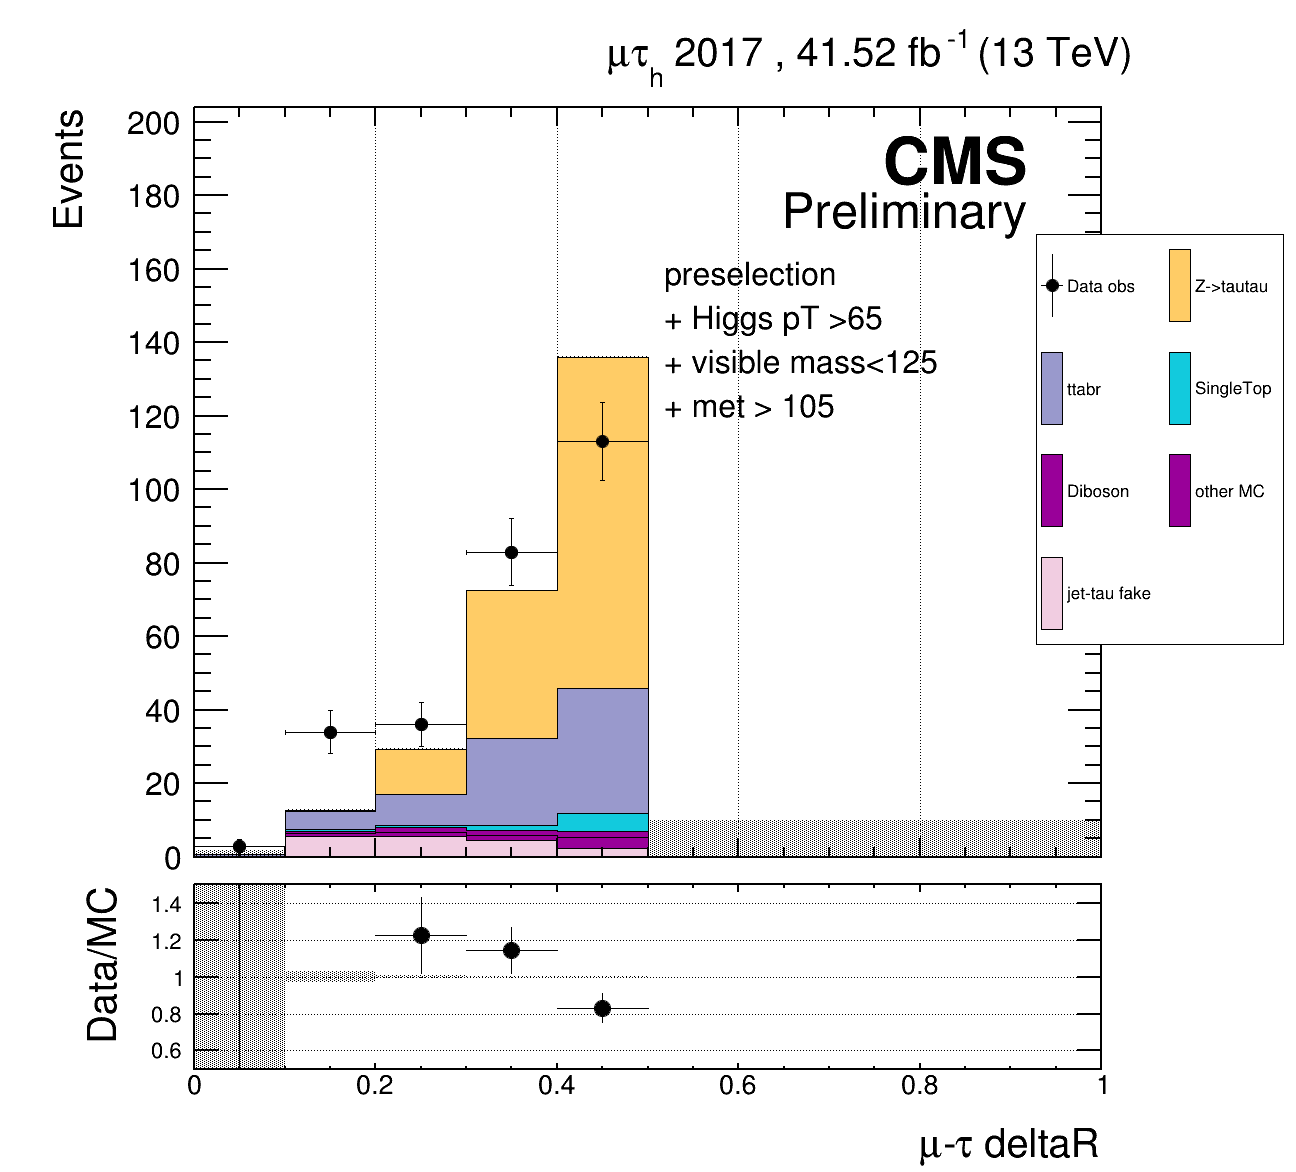 μτh 2017 , 41.52 fb-1 (13 TeV)
Events
200
180
160
140
120
100
80
60
40
20
0
CMS
Preliminary
preselection
+ Higgs pT >65
+ visible mass<125
+ met > 105
Data obs
Z->tautau
ttabr
SingleTop
Diboson
other MC
jet-tau fake
Data/MC
1.4
1.2
1
0.8
0.6
0 0.2 0.4 0.6 0.8 1
μ-τ deltaR